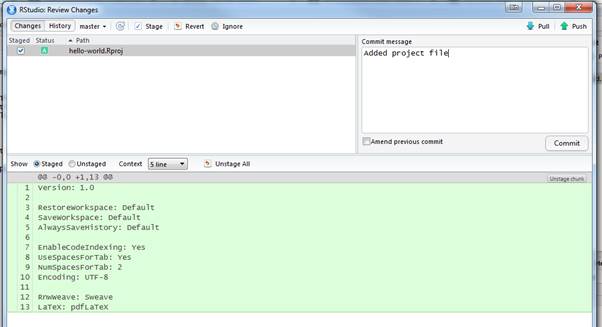 RStudio: Review Changes
Changes History master Stage Revert Ignore Pull Push
Staged Status Path
A hello-world.Rproj
Commit message
Added project file
Amend previous commit
Commit
Show Staged Unstaged Context 5 line Unstage All
@@ -0,0 +1,13 @@ Unstage chunk
1 Version: 1.0
2
3 RestoreWorkspace: Default
4 SaveWorkspace: Default
5 AlwaysSaveHistory: Default
6
7 EnableCodeIndexing: Yes
8 UseSpacesForTab: Yes
9 NumSpacesForTab: 2
10 Encoding: UTF-8
11
12 RnwWeave: Sweave
13 LaTeX: pdfLaTeX